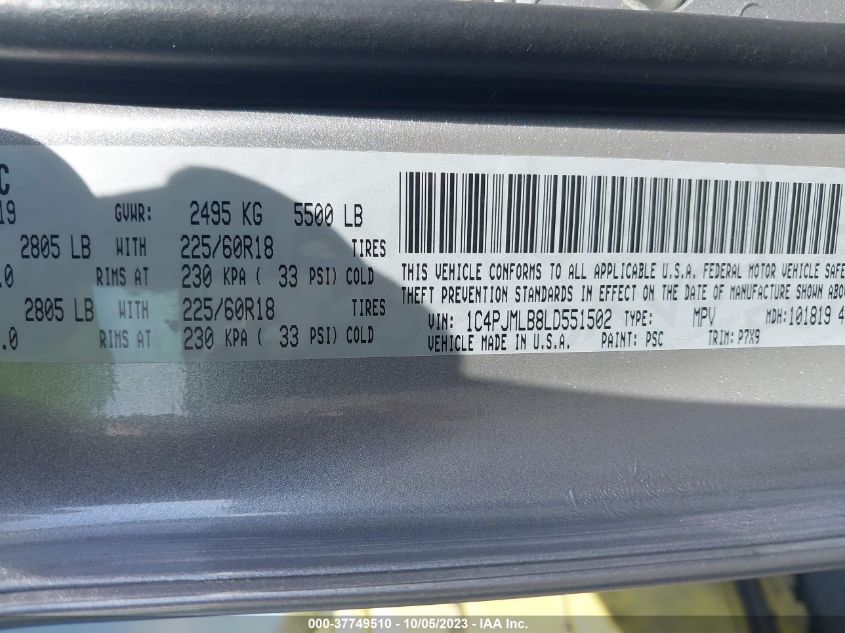 C
19 GVWR: 2495 KG 5500 LB
2805 LB WITH 225/60R18 TIRES
.0 RIMS AT 230 KPA ( 33 PSI) COLD
2805 LB WITH 225/60R18 TIRES
.0 RIMS AT 230 KPA ( 33 PSI) COLD
THIS VEHICLE CONFORMS TO ALL APPLICABLE U.S.A. FEDERAL MOTOR VEHICLE SAFE
THEFT PREVENTION STANDARDS IN EFFECT ON THE DATE OF MANUFACTURE SHOWN ABO
VIN: 1C4PJMLB8LD551502 TYPE: MPV MDH: 101819 4
VEHICLE MADE IN U.S.A. PAINT: PSC TRIM: P7X9
000-37749510 - 10/05/2023 - IAA Inc.